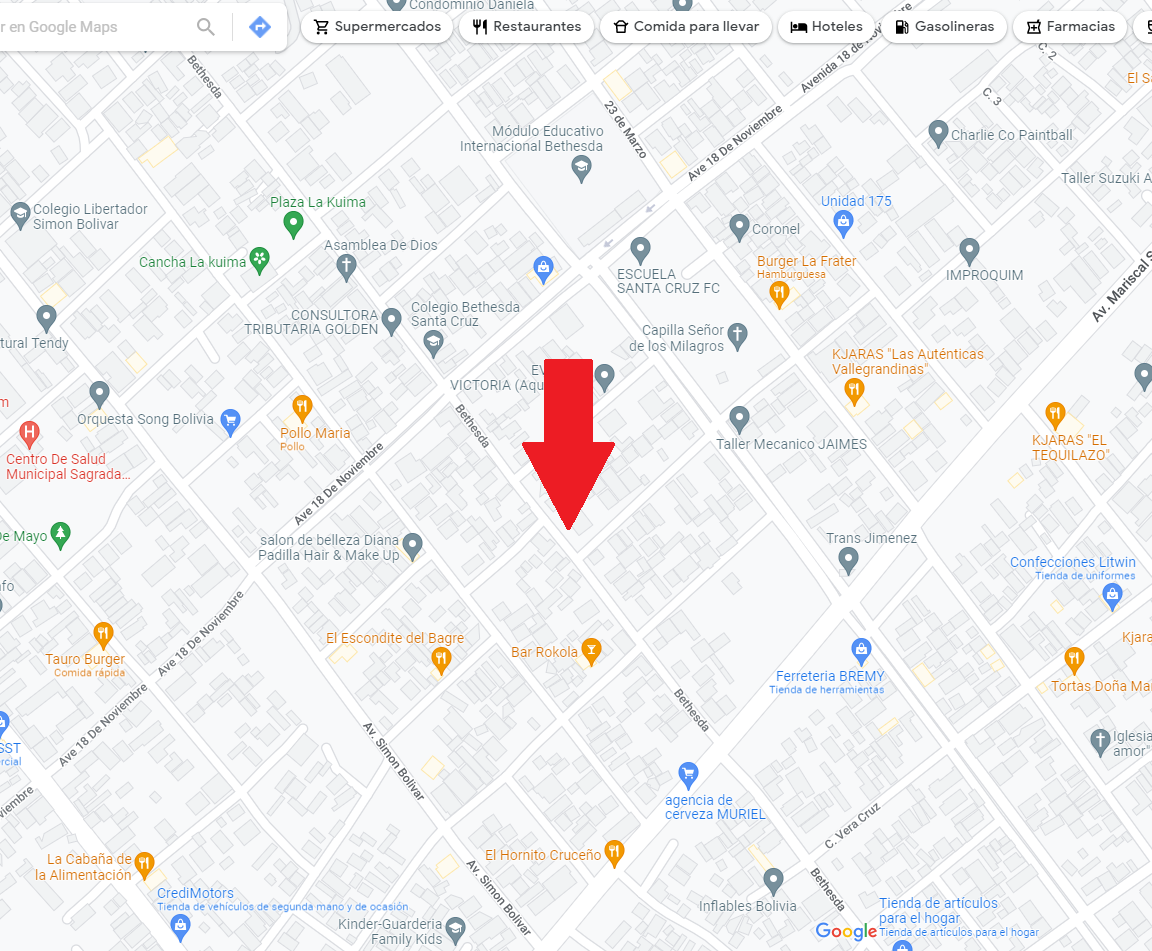 Condominio Daniela
r en Google Maps
Supermercados
Restaurantes
Comida para llevar
Hoteles
Gasolineras
Farmacias
Bethesda
Avenida 18 de
C. 2
El
C. 3
23 de Marzo
Ave 18 De Noviembre
Módulo Educativo
Internacional Bethesda
Charlie Co Paintball
Taller Suzuki A
Plaza La Kuima
Colegio Libertador
Simon Bolivar
Unidad 175
Coronel
Asamblea De Dios
Cancha La kuima
Burger La Frater
Hamburguesa
ESCUELA
SANTA CRUZ FC
IMPROQUIM
Av. Mariscal S
Colegio Bethesda
Santa Cruz
CONSULTORA
TRIBUTARIA GOLDEN
Capilla Señor
de los Milagros
tural Tendy
KJARAS "Las Auténticas
Vallegrandinas"
VICTORIA (Aqu
m
Orquesta Song Bolivia
Pollo Maria
Pollo
Bethesda
Taller Mecanico JAIMES
KJARAS "EL
TEQUILAZO"
H
Centro De Salud
Municipal Sagrada...
Ave 18 De Noviembre
De Mayo
salon de belleza Diana
Padilla Hair & Make Up
Trans Jimenez
Confecciones Litwin
Tienda de uniformes
nfo
Ave 18 De Noviembre
El Escondite del Bagre
Bar Rokola
Kjara
Tauro Burger
Comida rápida
Ferreteria BREMY
Tienda de herramientas
Tortas Doña Mar
Ave 18 De Noviembre
Bethesda
SST
rcial
Av. Simon Bolivar
Iglesia
amor"
viembre
agencia de
cerveza MURIEL
C. Vera Cruz
El Hornito Cruceño
La Cabaña de
la Alimentación
Av. Simon Bolivar
Bethesda
CrediMotors
Tienda de vehículos de segunda mano y de ocasión
Inflables Bolivia
Tienda de artículos
para el hogar
Tienda de artículos para el hogar
Kinder-Guarderia
Family Kids
Google